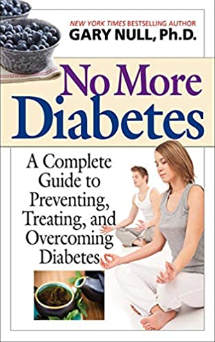 NEW YORK TIMES BESTSELLING AUTHOR
GARY NULL, Ph.D.
No More
Diabetes
A Complete
Guide to
Preventing,
Treating, and
Overcoming
Diabetes